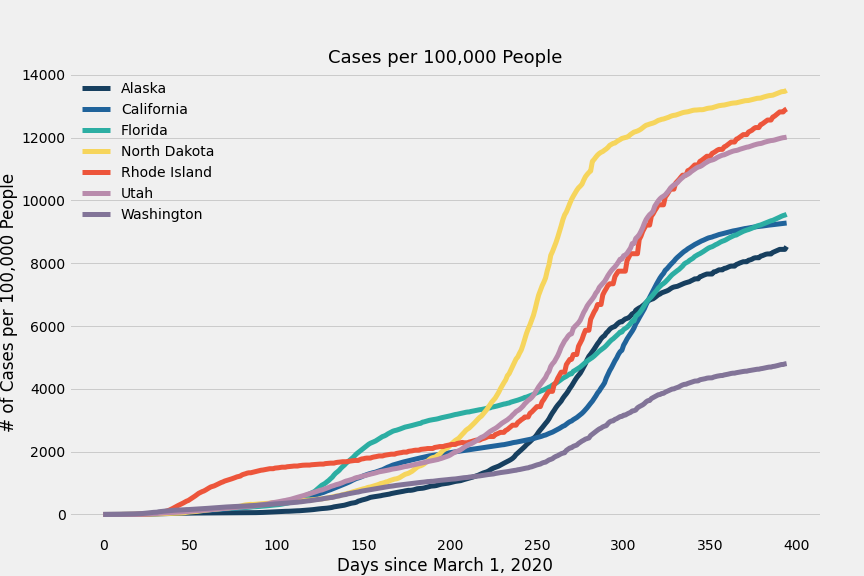 Cases per 100,000 People
# of Cases per 100,000 People
14000
12000
10000
8000
6000
4000
2000
0
Alaska
California
Florida
North Dakota
Rhode Island
Utah
Washington
0 50 100 150 200 250 300 350 400
Days since March 1, 2020